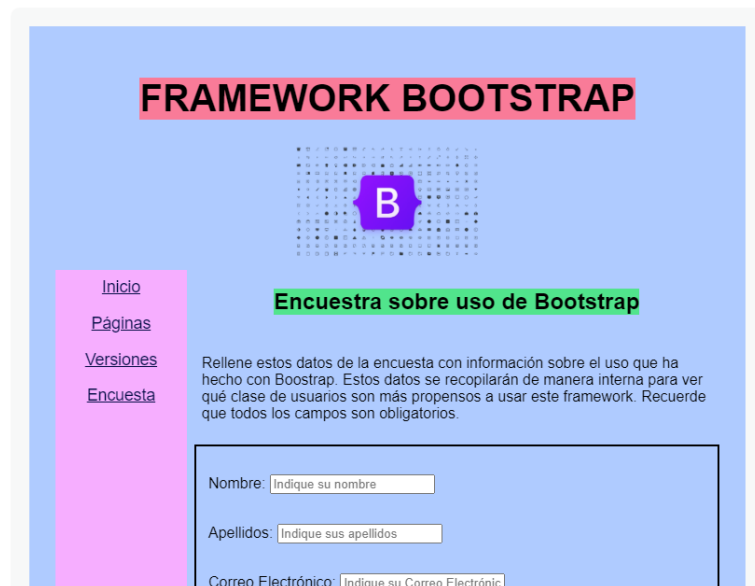 FRAMEWORK BOOTSTRAP
B
Inicio
Páginas
Versiones
Encuesta
Encuestra sobre uso de Bootstrap
Rellene estos datos de la encuesta con información sobre el uso que ha
hecho con Boostrap. Estos datos se recopilarán de manera interna para ver
qué clase de usuarios son más propensos a usar este framework. Recuerde
que todos los campos son obligatorios.
Nombre: Indique su nombre
Apellidos: Indique sus apellidos
Correo Electrónico: Indique su Correo Electrónic